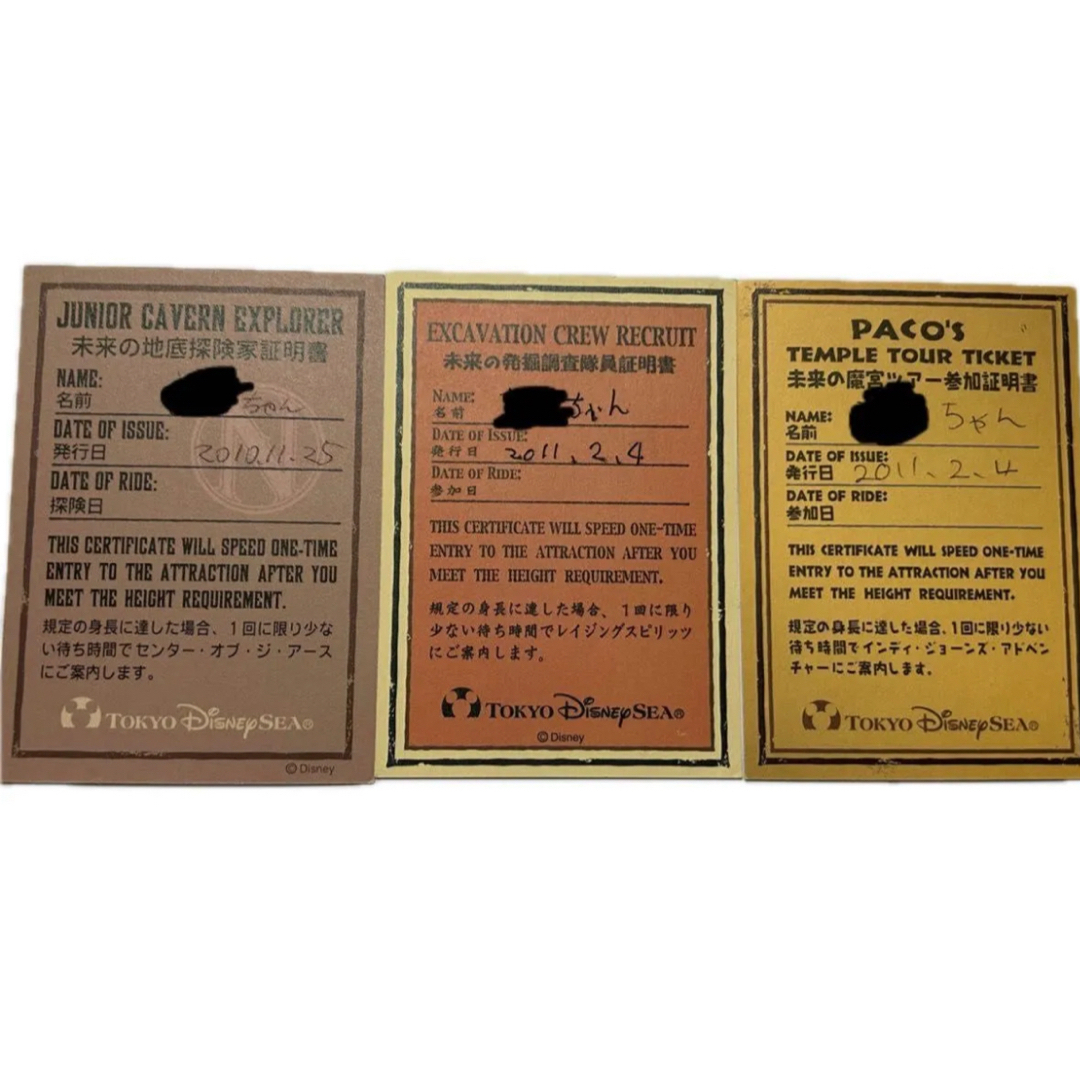 JUNIOR CAVERN EXPLORER
未来の地底探険家証明書
NAME:
名前 ちゃん
DATE OF ISSUE:
発行日 2010.11.25
DATE OF RIDE:
探険日
THIS CERTIFICATE WILL SPEED ONE-TIME
ENTRY TO THE ATTRACTION AFTER YOU
MEET THE HEIGHT REQUIREMENT.
規定の身長に達した場合、1回に限り少な
い待ち時間でセンター・オブ・ジ・アース
にご案内します。
TOKYO DisneySEA®
©Disney
EXCAVATION CREW RECRUIT
未来の発掘調査隊員証明書
NAME:
名前 ちゃん
DATE OF ISSUE:
発行日 2011.2.4
DATE OF RIDE:
参加日
THIS CERTIFICATE WILL SPEED ONE-TIME
ENTRY TO THE ATTRACTION AFTER YOU
MEET THE HEIGHT REQUIREMENT.
規定の身長に達した場合、1回に限り
少ない待ち時間でレイジングスピリッツ
にご案内します。
TOKYO DisneySEA®
©Disney
PACO'S
TEMPLE TOUR TICKET
未来の魔宮ツアー参加証明書
NAME:
名前 ちゃん
DATE OF ISSUE:
発行日 2011.2.4
DATE OF RIDE:
参加日
THIS CERTIFICATE WILL SPEED ONE-TIME
ENTRY TO THE ATTRACTION AFTER YOU
MEET THE HEIGHT REQUIREMENT.
規定の身長に達した場合、1回に限り少ない
待ち時間でインディ・ジョーンズ・アドベン
チャーにご案内します。
TOKYO DisneySEA®